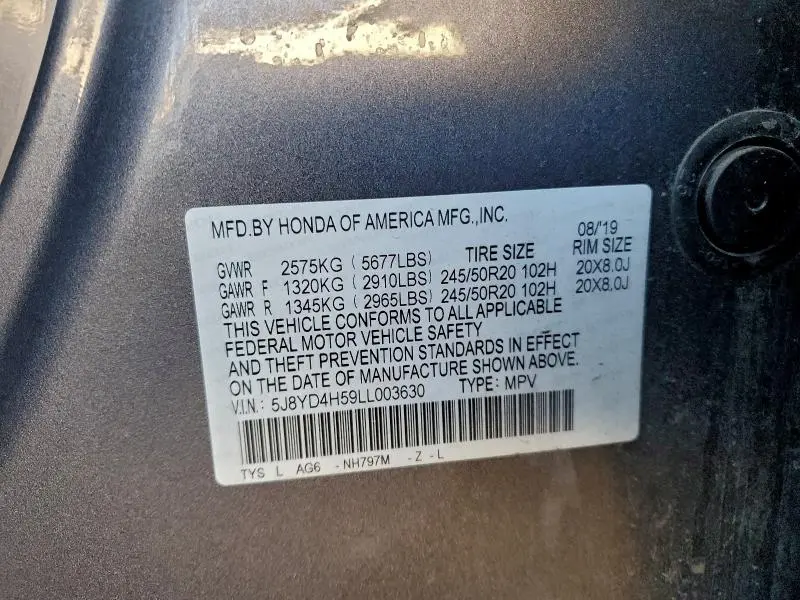 MFD.BY HONDA OF AMERICA MFG.,INC. 08/'19
TIRE SIZE RIM SIZE
GVWR 2575KG ( 5677LBS)
GAWR F 1320KG ( 2910LBS) 245/50R20 102H 20X8.0J
GAWR R 1345KG ( 2965LBS) 245/50R20 102H 20X8.0J
THIS VEHICLE CONFORMS TO ALL APPLICABLE
FEDERAL MOTOR VEHICLE SAFETY
AND THEFT PREVENTION STANDARDS IN EFFECT
ON THE DATE OF MANUFACTURE SHOWN ABOVE.
V.I.N.: 5J8YD4H59LL003630 TYPE: MPV
TYS L AG6 -NH797M -Z -L